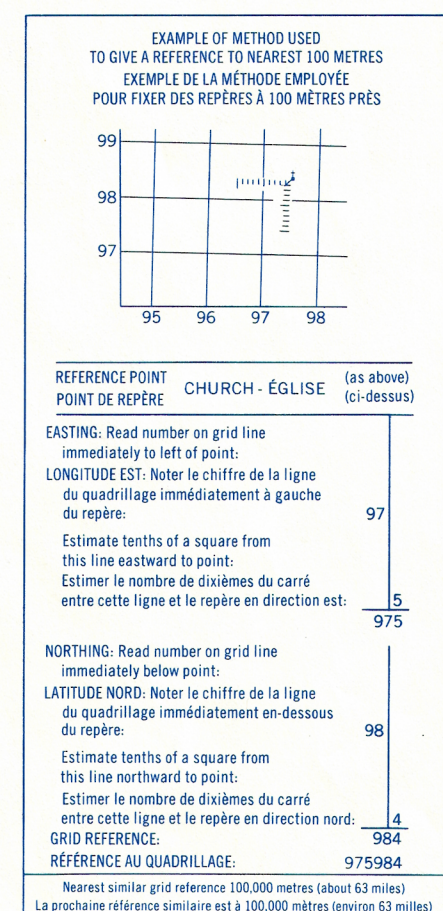 EXAMPLE OF METHOD USED
TO GIVE A REFERENCE TO NEAREST 100 METRES
EXEMPLE DE LA MÉTHODE EMPLOYÉE
POUR FIXER DES REPÈRES À 100 MÈTRES PRÈS
99
98
97
95 96 97 98
REFERENCE POINT
POINT DE REPÈRE
CHURCH - ÉGLISE
(as above)
(ci-dessus)
EASTING: Read number on grid line
immediately to left of point:
LONGITUDE EST: Noter le chiffre de la ligne
du quadrillage immédiatement à gauche
du repère: 97
Estimate tenths of a square from
this line eastward to point:
Estimer le nombre de dixièmes du carré
entre cette ligne et le repère en direction est: 5
975
NORTHING: Read number on grid line
immediately below point:
LATITUDE NORD: Noter le chiffre de la ligne
du quadrillage immédiatement en-dessous
du repère: 98
Estimate tenths of a square from
this line northward to point:
Estimer le nombre de dixièmes du carré
entre cette ligne et le repère en direction nord: 4
GRID REFERENCE: 984
RÉFÉRENCE AU QUADRILLAGE: 975984
Nearest similar grid reference 100,000 metres (about 63 miles)
La prochaine référence similaire est à 100,000 mètres (environ 63 milles)